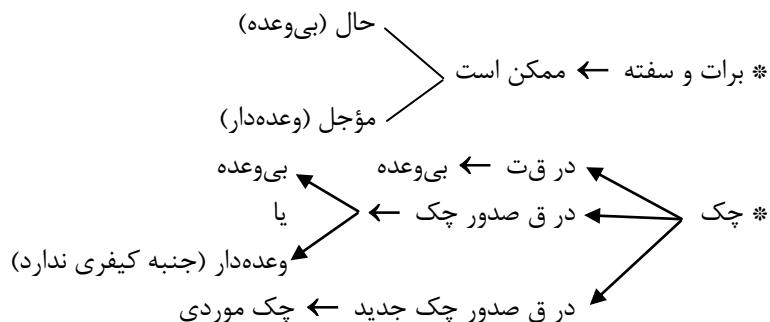 حال (بی‌وعده)
* برات و سفته ← ممکن است
مؤجل (وعده‌دار)
در ق‌ت ← بی‌وعده
بی‌وعده
* چک
در ق صدور چک ←
یا
وعده‌دار (جنبه کیفری ندارد)
در ق صدور چک جدید ← چک موردی